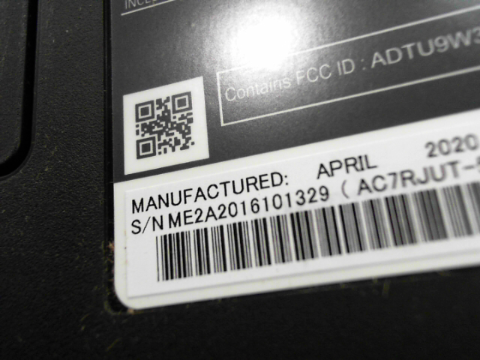 Contains FCC ID : ADTU9W3
MANUFACTURED: APRIL 2020
S/N ME2A2016101329 ( AC7RJUT-